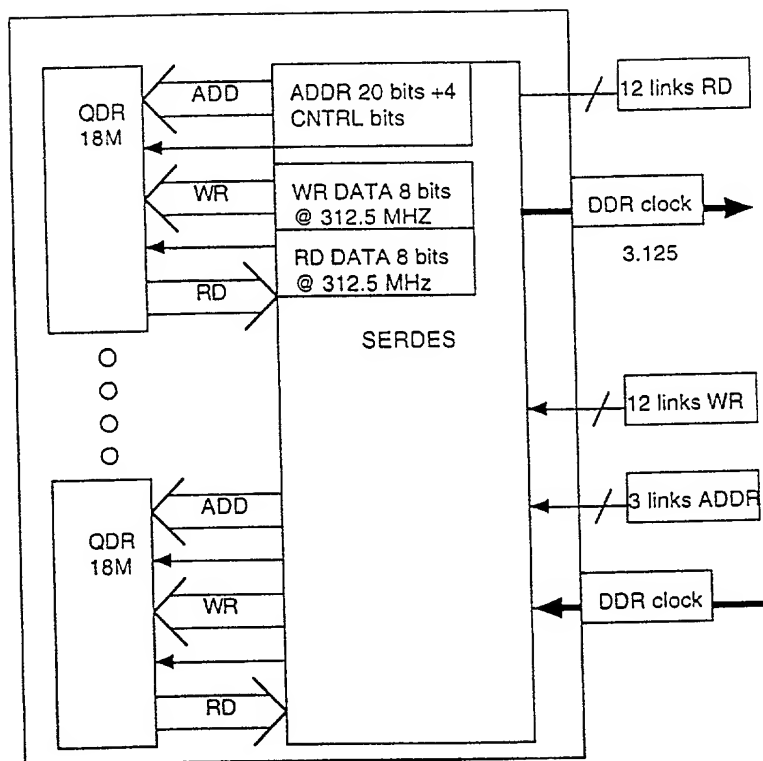 QDR
18M
ADD
WR
RD
ADDR 20 bits +4
CNTRL bits
WR DATA 8 bits
@ 312.5 MHZ
RD DATA 8 bits
@ 312.5 MHz
SERDES
12 links RD
DDR clock
3.125
12 links WR
3 links ADDR
DDR clock
QDR
18M
ADD
WR
RD